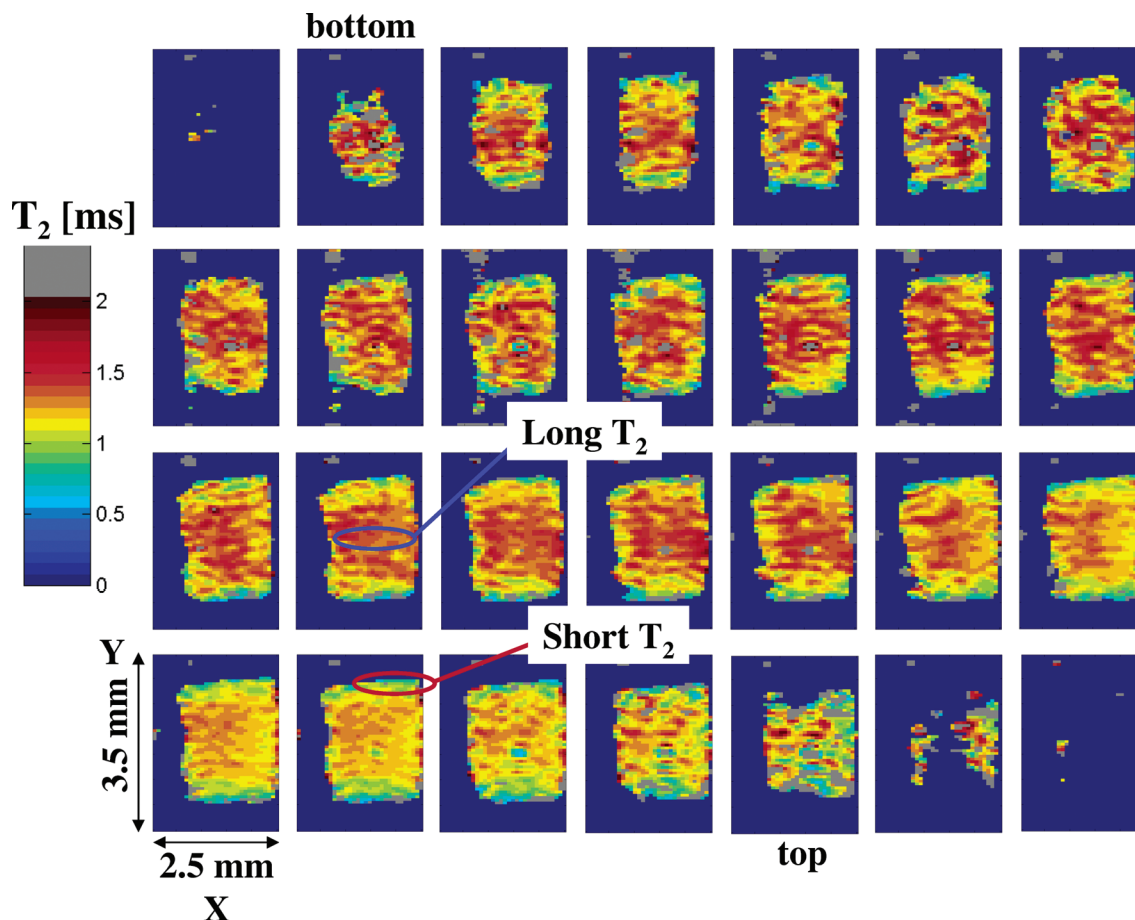 bottom
T₂ [ms]
2
1.5
1
0.5
0
Long T₂
Short T₂
Y
3.5 mm
2.5 mm
X
top